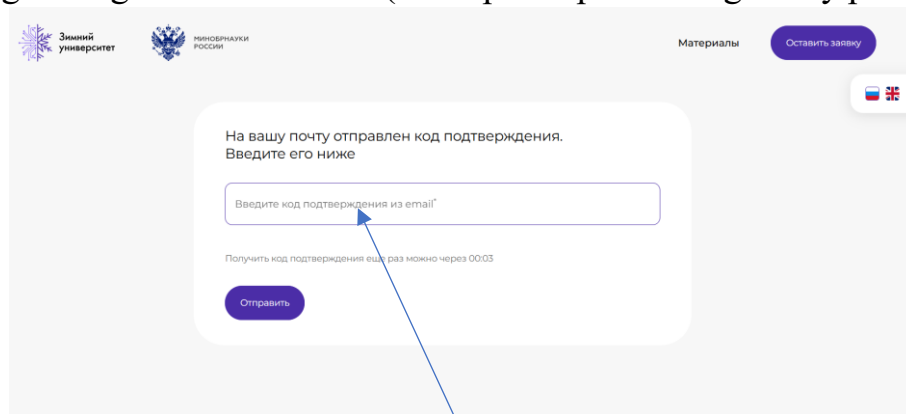 Зимний
университет
МИНОБРНАУКИ
РОССИИ
Материалы
Оставить заявку
На вашу почту отправлен код подтверждения.
Введите его ниже
Введите код подтверждения из email*
Получить код подтверждения еще раз можно через 00:03
Отправить